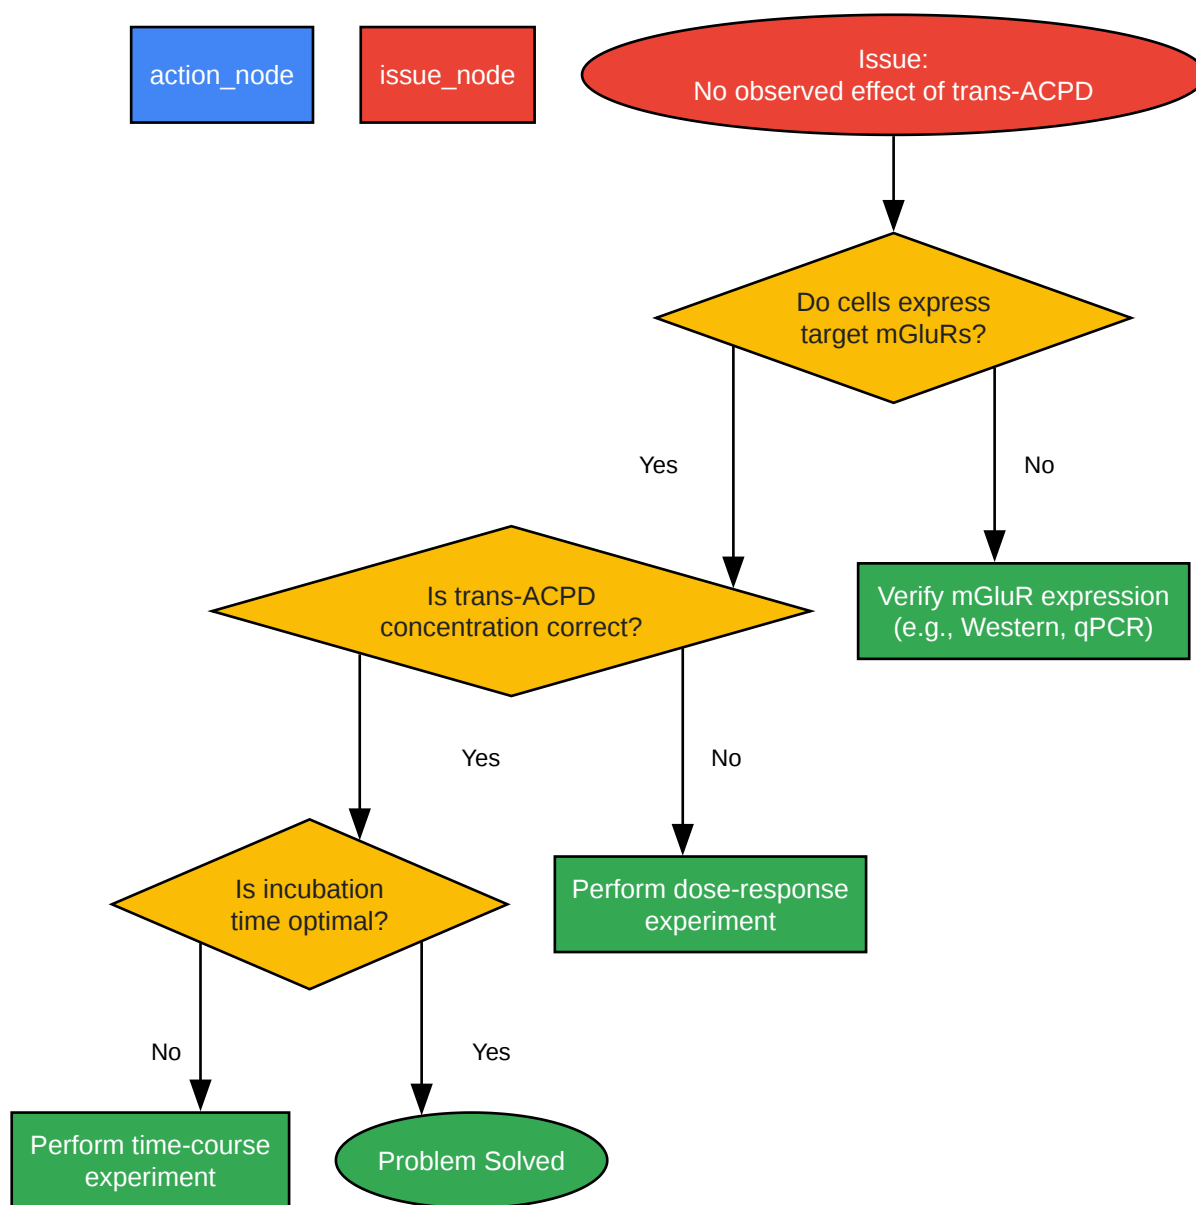 action_node
issue_node
Issue:
No observed effect of trans-ACPD
Do cells express
target mGluRs?
Yes
No
Is trans-ACPD
concentration correct?
Verify mGluR expression
(e.g., Western, qPCR)
Yes
No
Is incubation
time optimal?
Perform dose-response
experiment
No
Yes
Perform time-course
experiment
Problem Solved